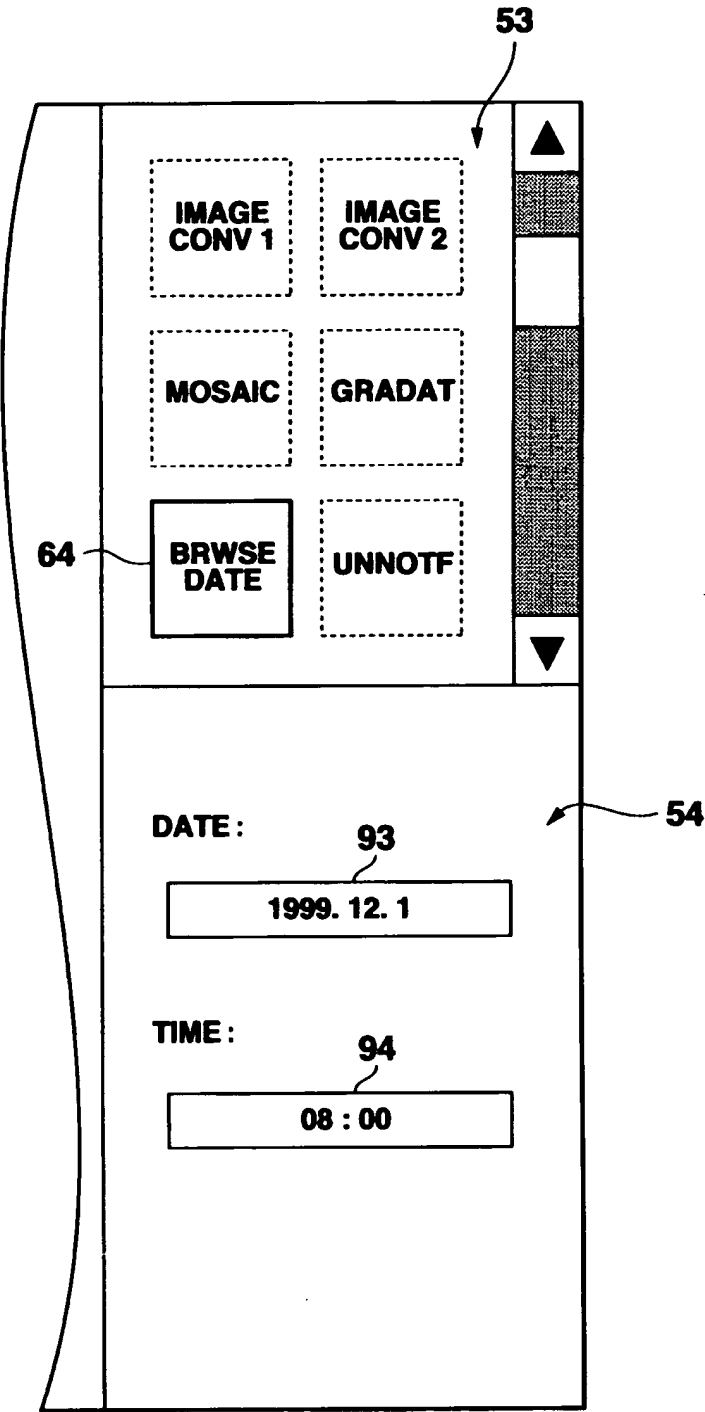 53
IMAGE
CONV 1
IMAGE
CONV 2
MOSAIC
GRADAT
64
BRWSE
DATE
UNNOTF
54
DATE :
93
1999. 12. 1
TIME :
94
08 : 00